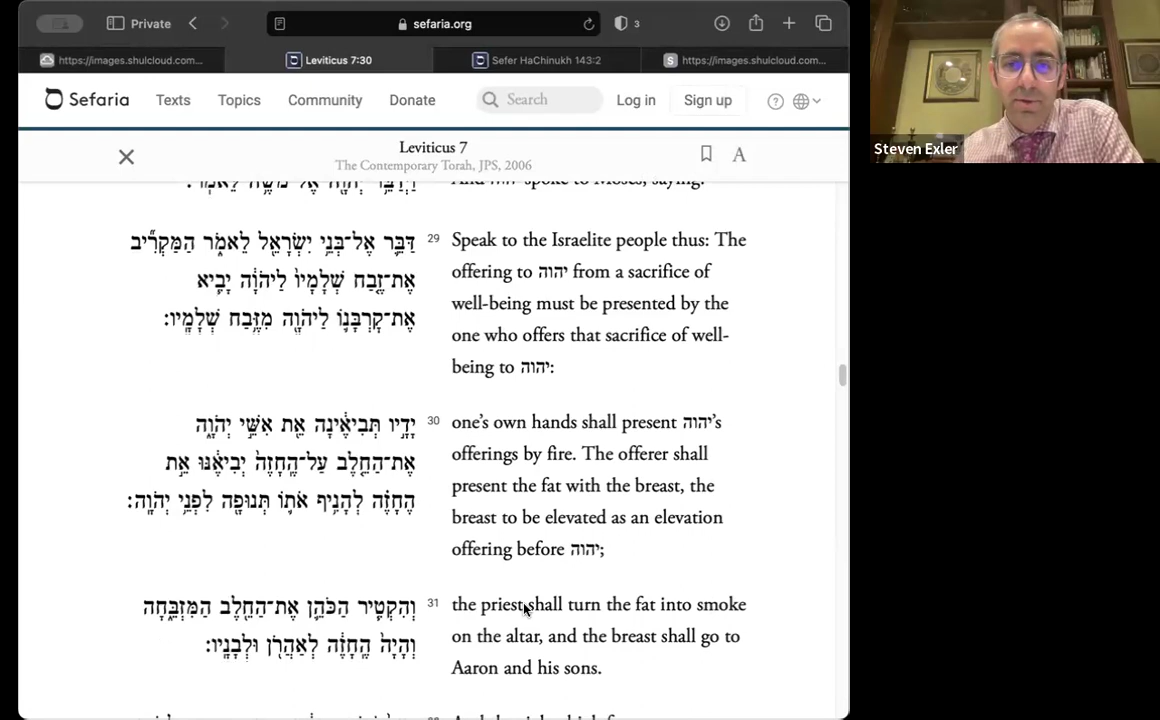 Private
sefaria.org
3
https://images.shulcloud.com...
Leviticus 7:30
Sefer HaChinukh 143:2
S
https://images.shulcloud.com...
Sefaria
Texts
Topics
Community
Donate
Search
Log in
Sign up
Leviticus 7
The Contemporary Torah, JPS, 2006
A
Steven Exler
וַיְדַבֵּ֥ר יְהֹוָ֖ה אֶל־מֹשֶׁ֥ה לֵּאמֹֽר׃
spoke to Moses, saying:
דַּבֵּ֛ר אֶל־בְּנֵ֥י יִשְׂרָאֵ֖ל לֵאמֹ֑ר הַמַּקְרִ֞יב
אֶת־זֶ֤בַח שְׁלָמָיו֙ לַיהֹוָ֔ה יָבִ֧יא
אֶת־קׇרְבָּנ֛וֹ לַיהֹוָ֖ה מִזֶּ֥בַח שְׁלָמָֽיו׃
29
Speak to the Israelite people thus: The
offering to יהוה from a sacrifice of
well-being must be presented by the
one who offers that sacrifice of well-
being to יהוה:
יָדָ֣יו תְּבִיאֶ֔ינָה אֵ֖ת אִשֵּׁ֣י יְהֹוָ֑ה
אֶת־הַחֵ֤לֶב עַל־הֶֽחָזֶה֙ יְבִיאֶ֔נּוּ אֵ֣ת
הֶחָזֶ֗ה לְהָנִ֥יף אֹת֛וֹ תְּנוּפָ֖ה לִפְנֵ֥י יְהֹוָֽה׃
30
one’s own hands shall present יהוה’s
offerings by fire. The offerer shall
present the fat with the breast, the
breast to be elevated as an elevation
offering before יהוה;
וְהִקְטִ֧יר הַכֹּהֵ֛ן אֶת־הַחֵ֖לֶב הַמִּזְבֵּ֑חָה
וְהָיָה֙ הֶֽחָזֶ֔ה לְאַהֲרֹ֖ן וּלְבָנָֽיו׃
31
the priest shall turn the fat into smoke
on the altar, and the breast shall go to
Aaron and his sons.